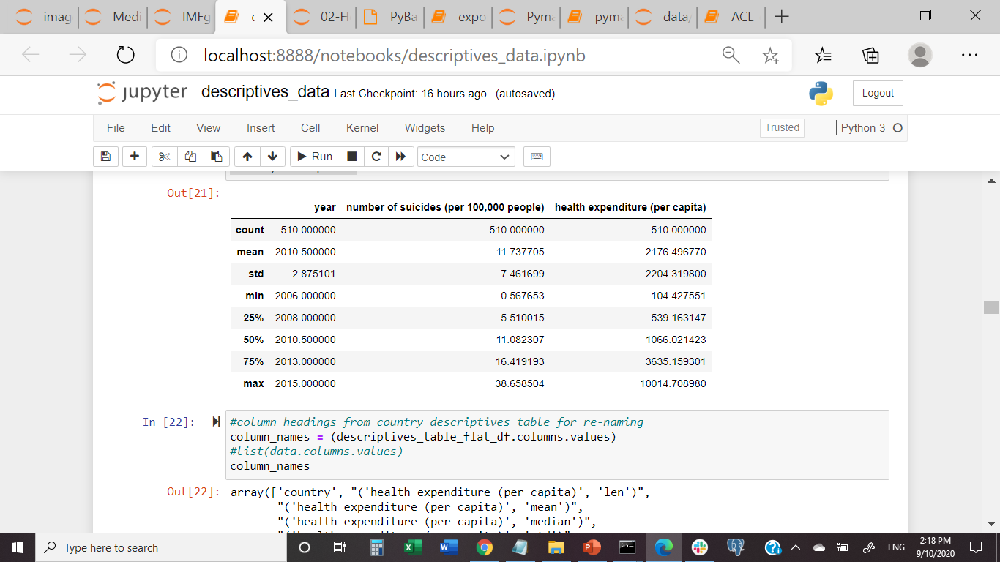 imag
Medi
IMFg
02-H
PyBa
expo
Pyma
pyma
data/
ACL_
localhost:8888/notebooks/descriptives_data.ipynb
jupyter descriptives_data Last Checkpoint: 16 hours ago (autosaved)
Logout
File Edit View Insert Cell Kernel Widgets Help
Trusted
Python 3
Run
Code
Out[21]:
year number of suicides (per 100,000 people) health expenditure (per capita)
count 510.000000 510.000000 510.000000
mean 2010.500000 11.737705 2176.496770
std 2.875101 7.461699 2204.319800
min 2006.000000 0.567653 104.427551
25% 2008.000000 5.510015 539.163147
50% 2010.500000 11.082307 1066.021423
75% 2013.000000 16.419193 3635.159301
max 2015.000000 38.658504 10014.708980
In [22]: #column headings from country descriptives table for re-naming
column_names = (descriptives_table_flat_df.columns.values)
#list(data.columns.values)
column_names
Out[22]: array(['country', "('health expenditure (per capita)', 'len')",
"('health expenditure (per capita)', 'mean')",
"('health expenditure (per capita)', 'median')",
Type here to search
ENG
2:18 PM
9/10/2020